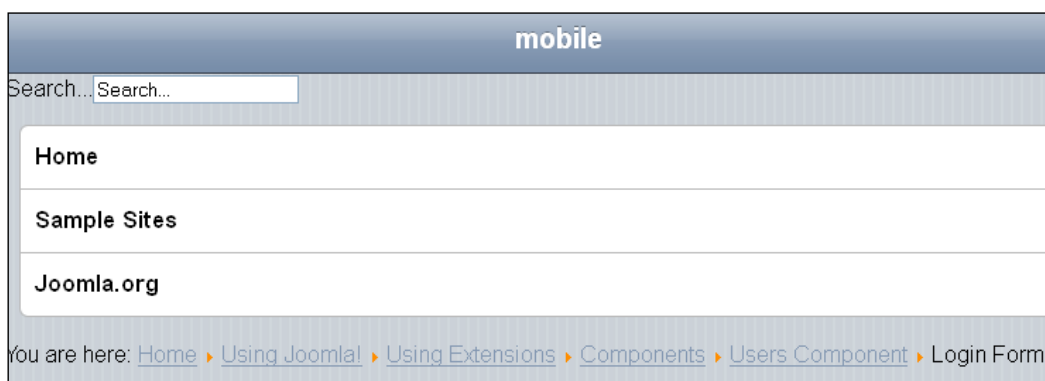 mobile
Search... Search...
Home
Sample Sites
Joomla.org
You are here: Home Using Joomla! Using Extensions Components Users Component Login Form